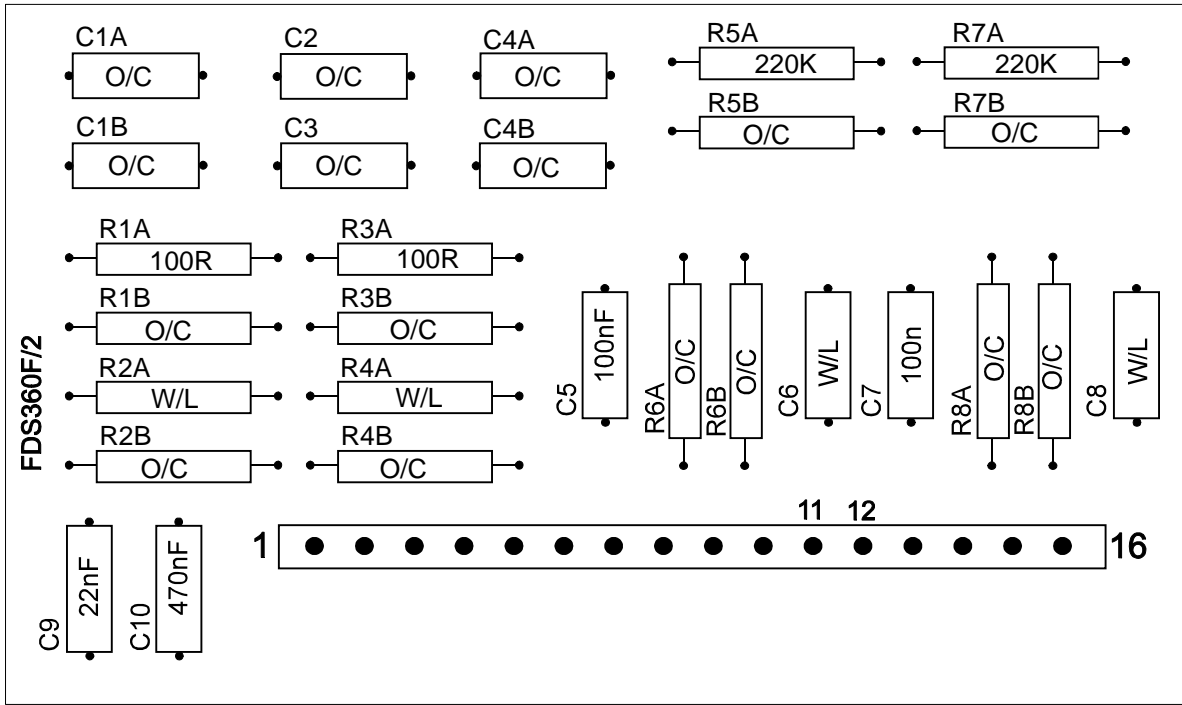 C1A C2 C4A R5A R7A
O/C O/C O/C 220K 220K
C1B C3 C4B R5B R7B
O/C O/C O/C O/C O/C
R1A R3A
100R 100R
R1B R3B
O/C O/C
R2A R4A
W/L W/L
R2B R4B
O/C O/C
FDS360F/2
C5 100nF
R6A O/C
R6B O/C
C6 W/L
C7 100n
R8A O/C
R8B O/C
C8 W/L
11 12
1 16
C9 22nF
C10 470nF